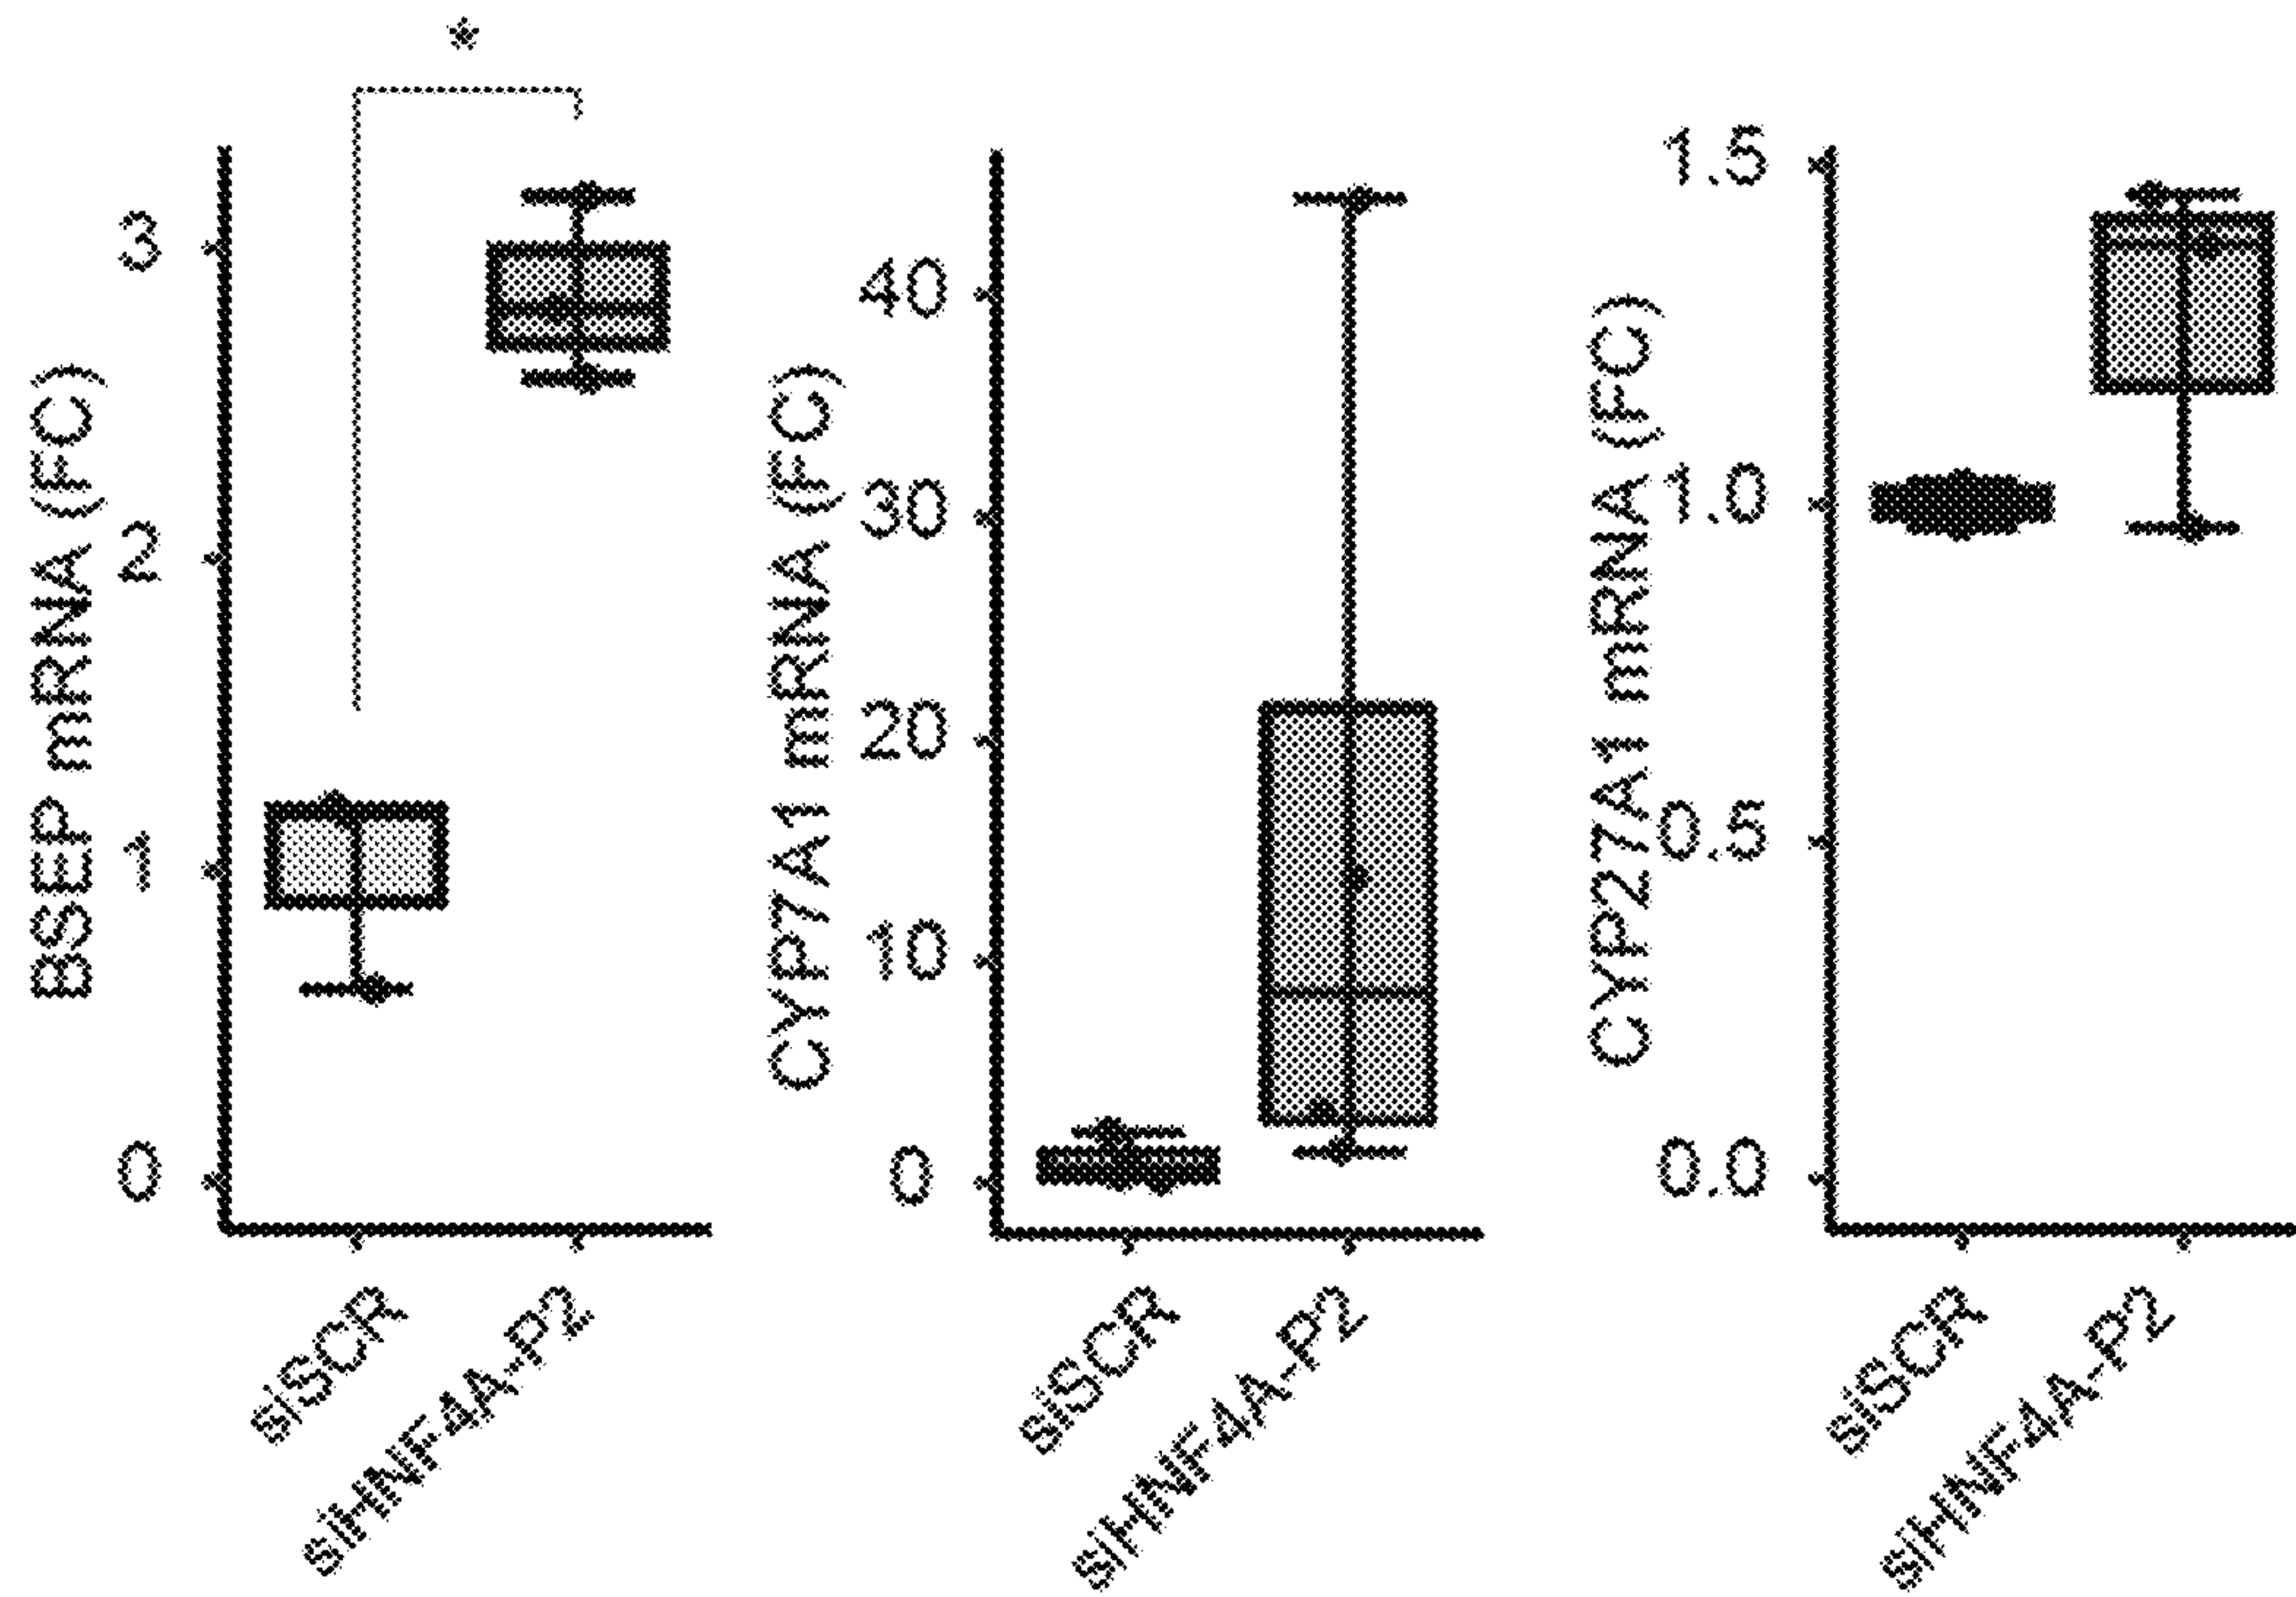 *
BSEP mRNA (FC)
3
2
1
0
siSCR
siHNF4A-P2
CYP7A1 mRNA (FC)
40
30
20
10
0
siSCR
siHNF4A-P2
CYP27A1 mRNA (FC)
1.5
1.0
0.5
0.0
siSCR
siHNF4A-P2